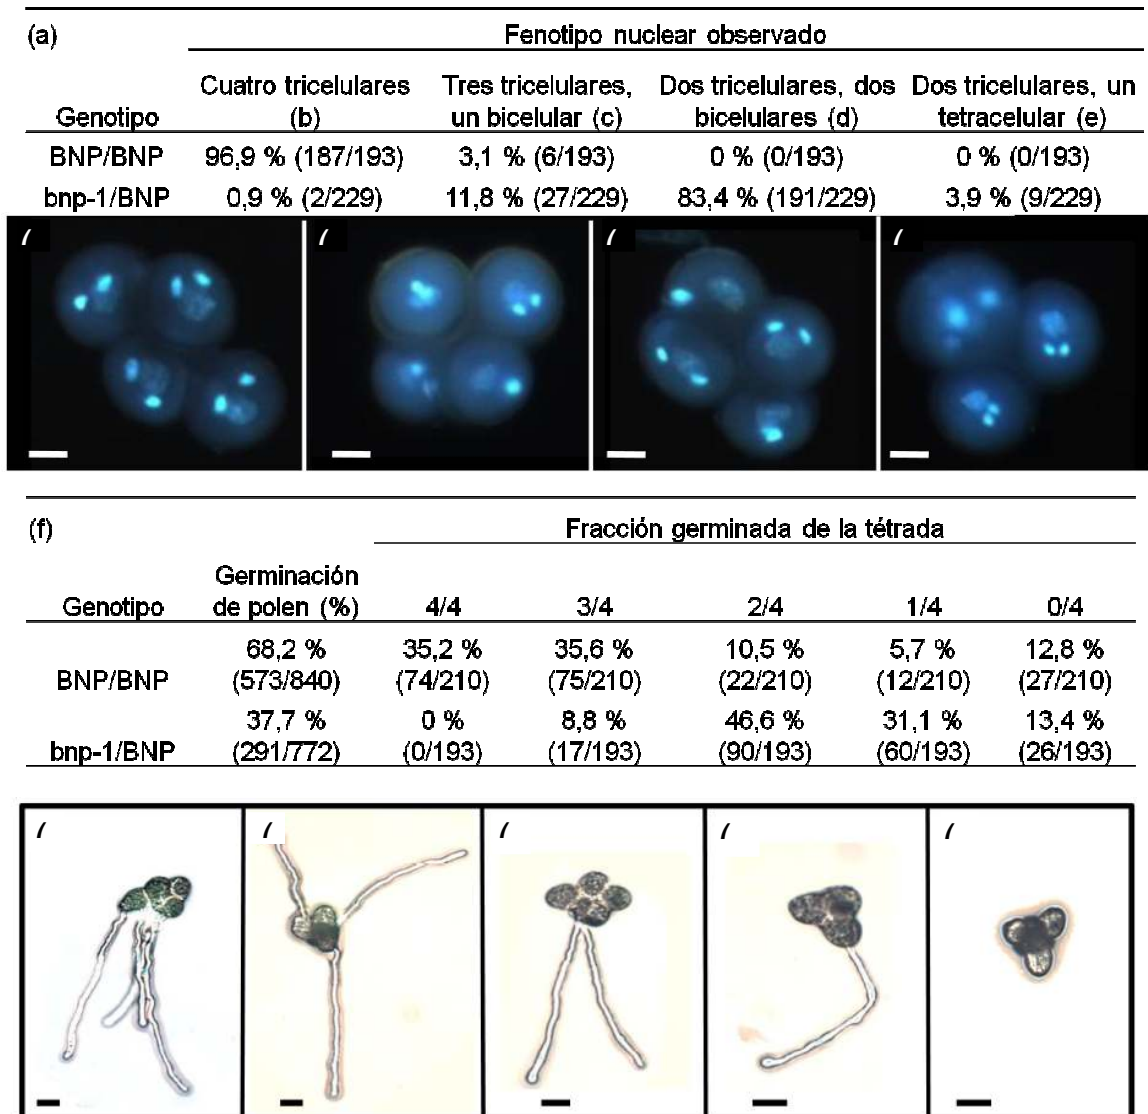 (a) Fenotipo nuclear observado
Genotipo Cuatro tricelulares (b) Tres tricelulares, un bicelular (c) Dos tricelulares, dos bicelulares (d) Dos tricelulares, un tetracelular (e)
BNP/BNP 96,9 % (187/193) 3,1 % (6/193) 0 % (0/193) 0 % (0/193)
bnp-1/BNP 0,9 % (2/229) 11,8 % (27/229) 83,4 % (191/229) 3,9 % (9/229)
(f) Fracción germinada de la tétrada
Genotipo Germinación de polen (%) 4/4 3/4 2/4 1/4 0/4
BNP/BNP 68,2 % (573/840) 35,2 % (74/210) 35,6 % (75/210) 10,5 % (22/210) 5,7 % (12/210) 12,8 % (27/210)
bnp-1/BNP 37,7 % (291/772) 0 % (0/193) 8,8 % (17/193) 46,6 % (90/193) 31,1 % (60/193) 13,4 % (26/193)